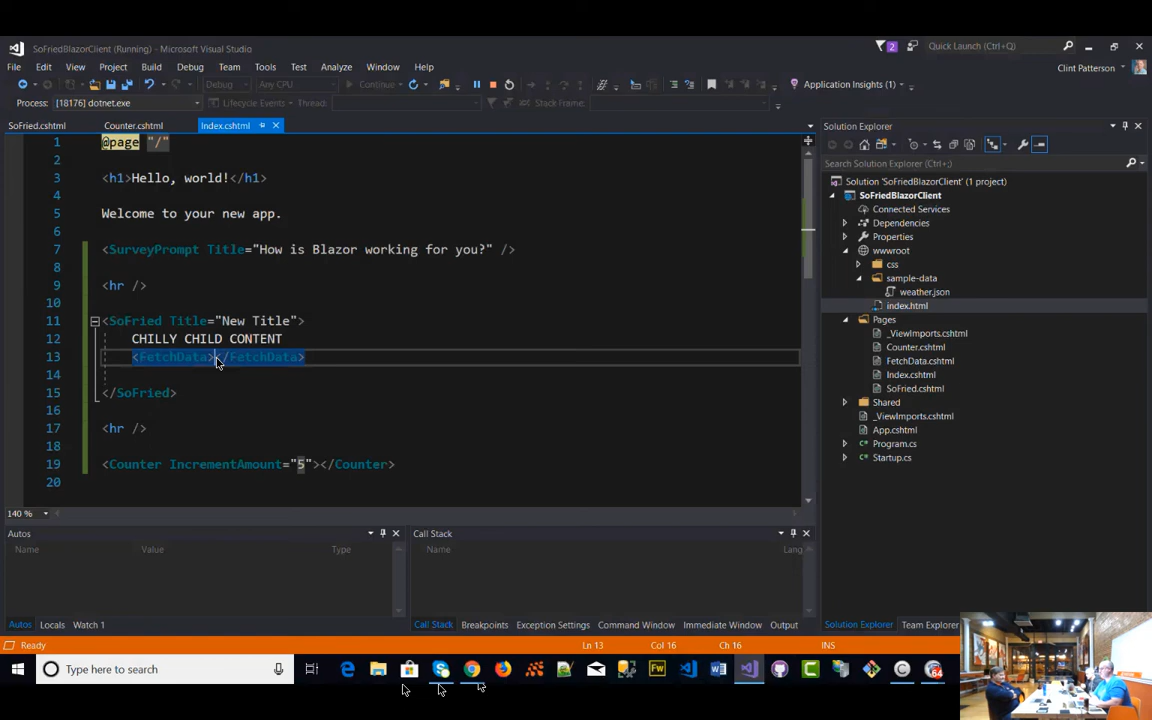 SoFriedBlazorClient (Running) - Microsoft Visual Studio
2
Quick Launch (Ctrl+Q)
File Edit View Project Build Debug Team Tools Test Analyze Window Help
Clint Patterson
Debug Any CPU Continue Application Insights (1)
Process: [18176] dotnet.exe Lifecycle Events Thread: Stack Frame:
SoFried.cshtml Counter.cshtml Index.cshtml
1 @page "/"
2
3 <h1>Hello, world!</h1>
4
5 Welcome to your new app.
6
7 <SurveyPrompt Title="How is Blazor working for you?" />
8
9 <hr />
10
11 <SoFried Title="New Title">
12 CHILLY CHILD CONTENT
13 <FetchData></FetchData>
14
15 </SoFried>
16
17 <hr />
18
19 <Counter IncrementAmount="5"></Counter>
20
140 %
Solution Explorer
Search Solution Explorer (Ctrl+;)
Solution 'SoFriedBlazorClient' (1 project)
SoFriedBlazorClient
Connected Services
Dependencies
Properties
wwwroot
css
sample-data
weather.json
index.html
Pages
_ViewImports.cshtml
Counter.cshtml
FetchData.cshtml
Index.cshtml
SoFried.cshtml
Shared
_ViewImports.cshtml
App.cshtml
Program.cs
Startup.cs
Autos
Name Value Type
Call Stack
Name Lang
Autos Locals Watch 1
Call Stack Breakpoints Exception Settings Command Window Immediate Window Output
Solution Explorer Team Explorer
Ready Ln 13 Col 16 Ch 16 INS
Type here to search
FW
64